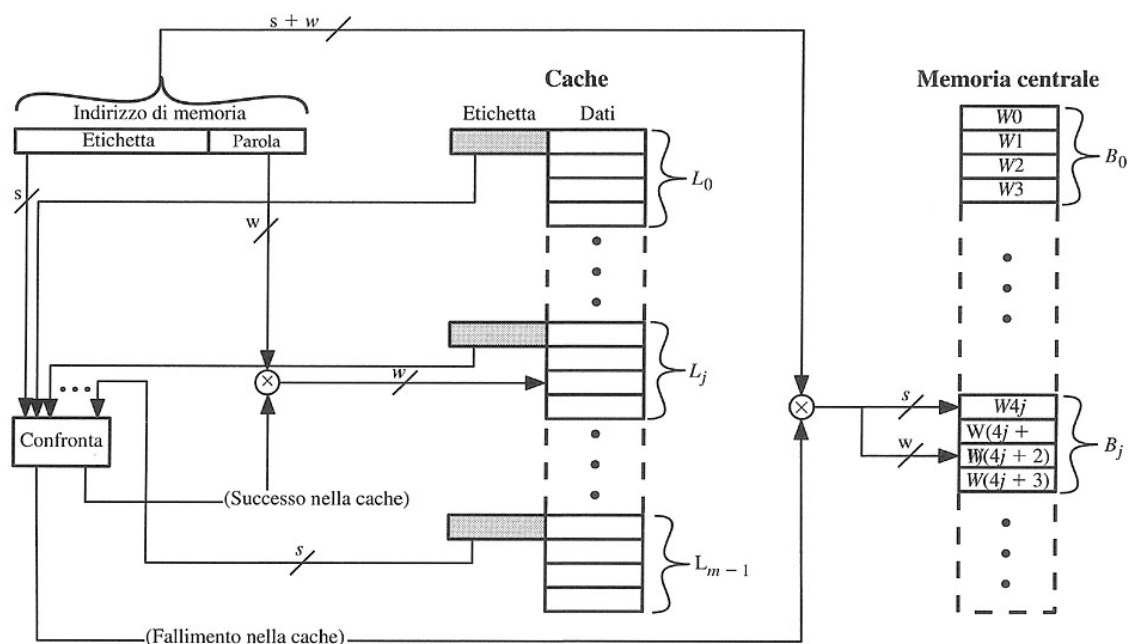 s + w
Cache
Memoria centrale
Indirizzo di memoria
Etichetta
Dati
Etichetta
Parola
W0
W1
W2
W3
B0
L0
s
w
Lj
w
Confronta
s
w
W4j
W(4j +
W(4j + 2)
W(4j + 3)
Bj
(Successo nella cache)
s
Lm – 1
(Fallimento nella cache)